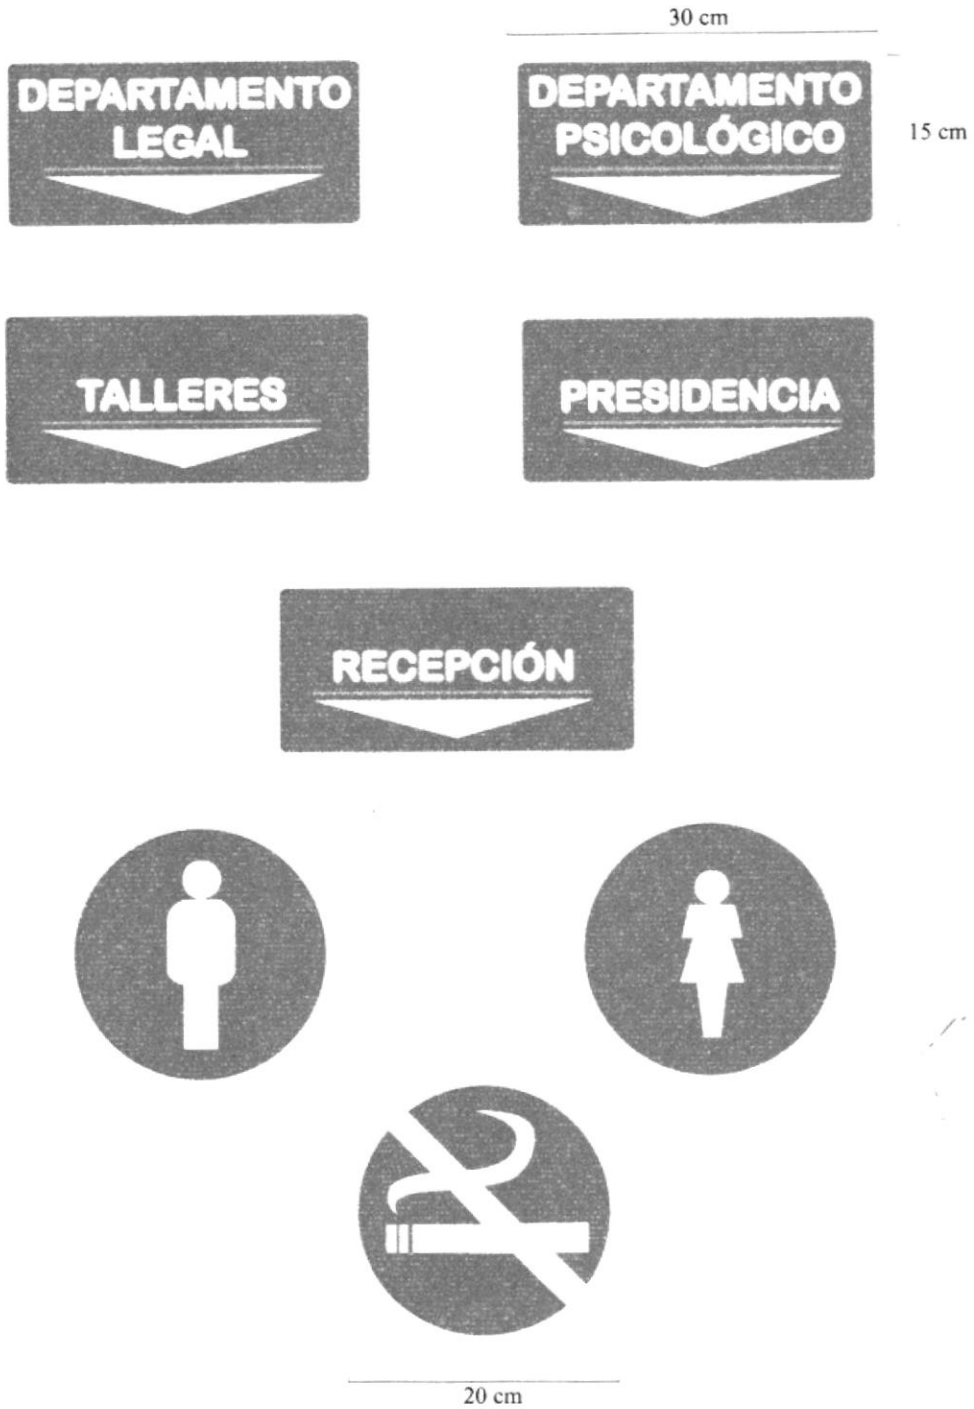 30 cm
DEPARTAMENTO
LEGAL
DEPARTAMENTO
PSICOLÓGICO
15 cm
TALLERES
PRESIDENCIA
RECEPCIÓN
20 cm